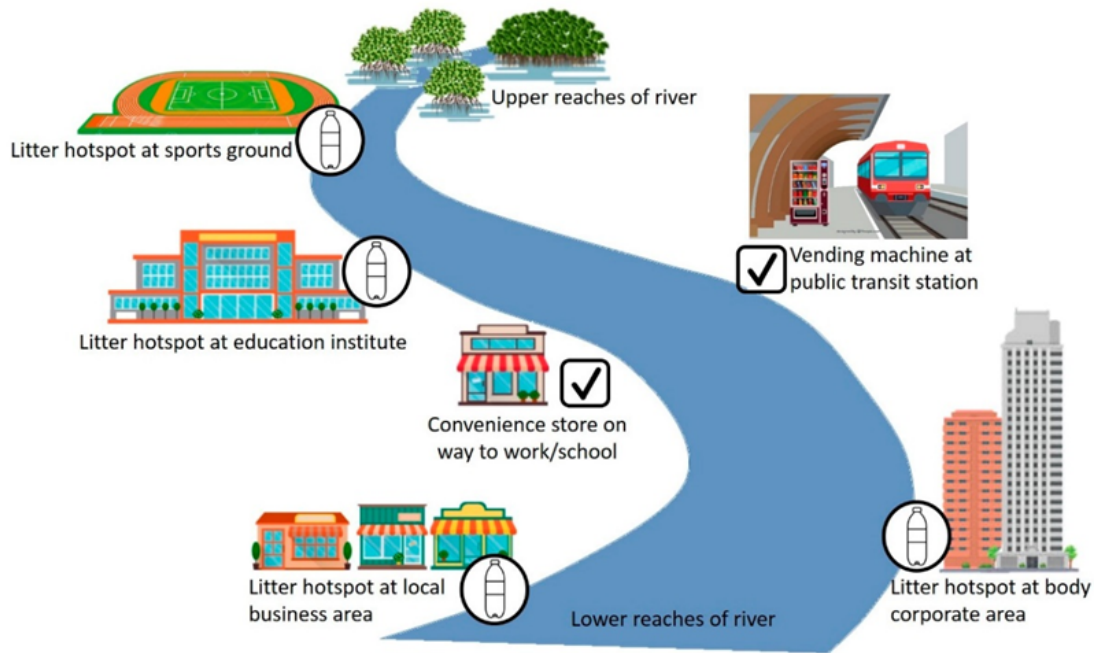 Upper reaches of river
Litter hotspot at sports ground
Vending machine at
public transit station
Litter hotspot at education institute
Convenience store on
way to work/school
Litter hotspot at local
business area
Litter hotspot at body
corporate area
Lower reaches of river